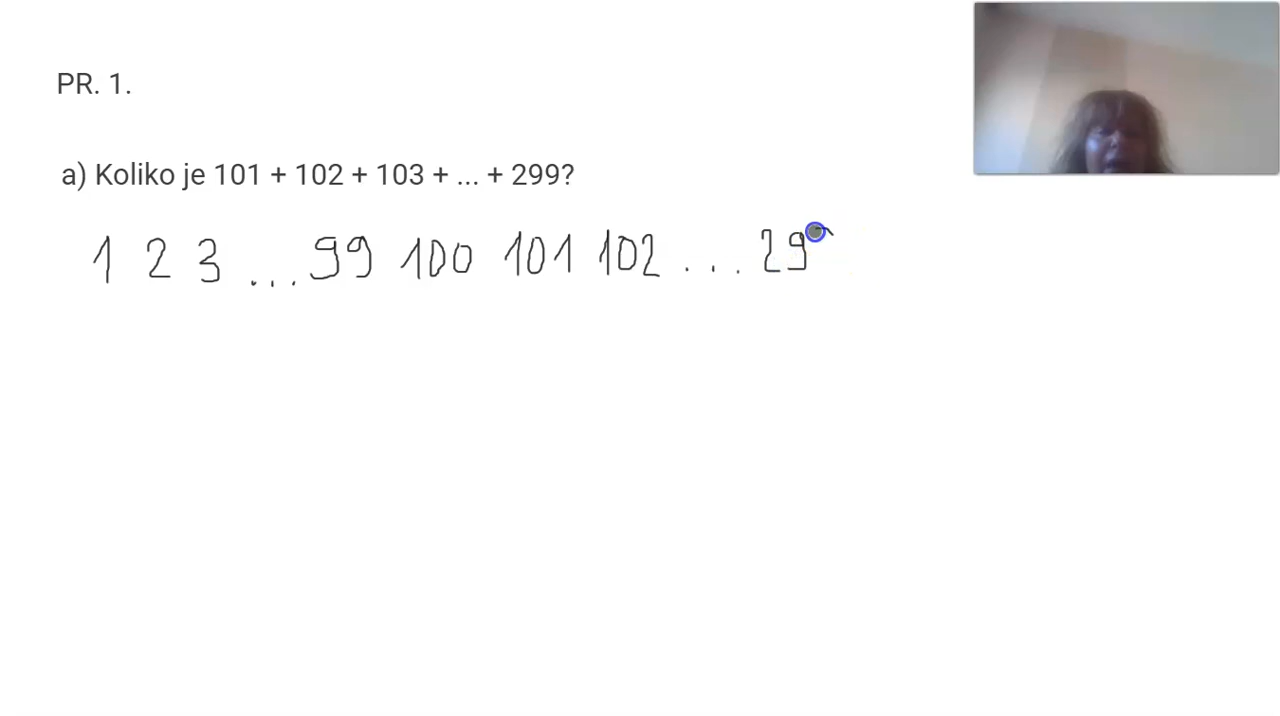 PR. 1.
a) Koliko je 101 + 102 + 103 + ... + 299?
1 2 3 ... 99 100 101 102 ... 29